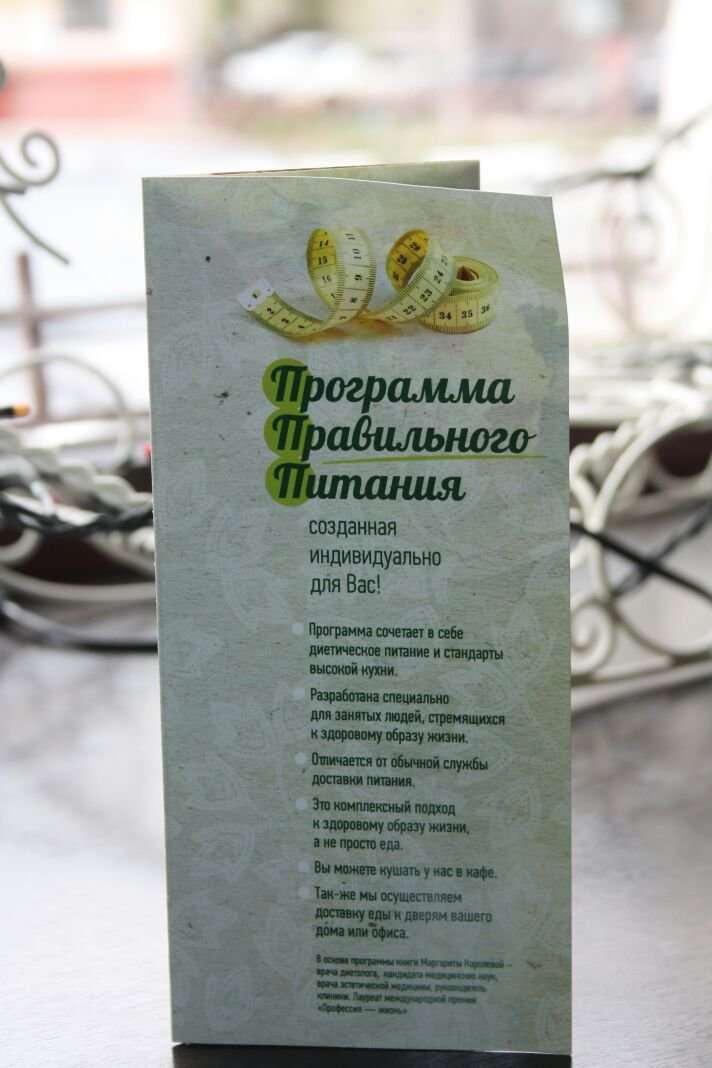 Программа
Правильного
Питания
созданная
индивидуально
для Вас!
Программа сочетает в себе
диетическое питание и стандарты
высокой кухни.
Разработана специально
для занятых людей, стремящихся
к здоровому образу жизни.
Отличается от обычной службы
доставки питания.
Это комплексный подход
к здоровому образу жизни,
а не просто еда.
Вы можете кушать у нас в кафе.
Так-же мы осуществляем
доставку еды к дверям вашего
дома или офиса.
В основе программы книги Маргариты Королевой –
врача диетолога, кандидата медицинских наук,
врача эстетической медицины, руководитель
клиники. Лауреат международной премии
«Профессия — жизнь»